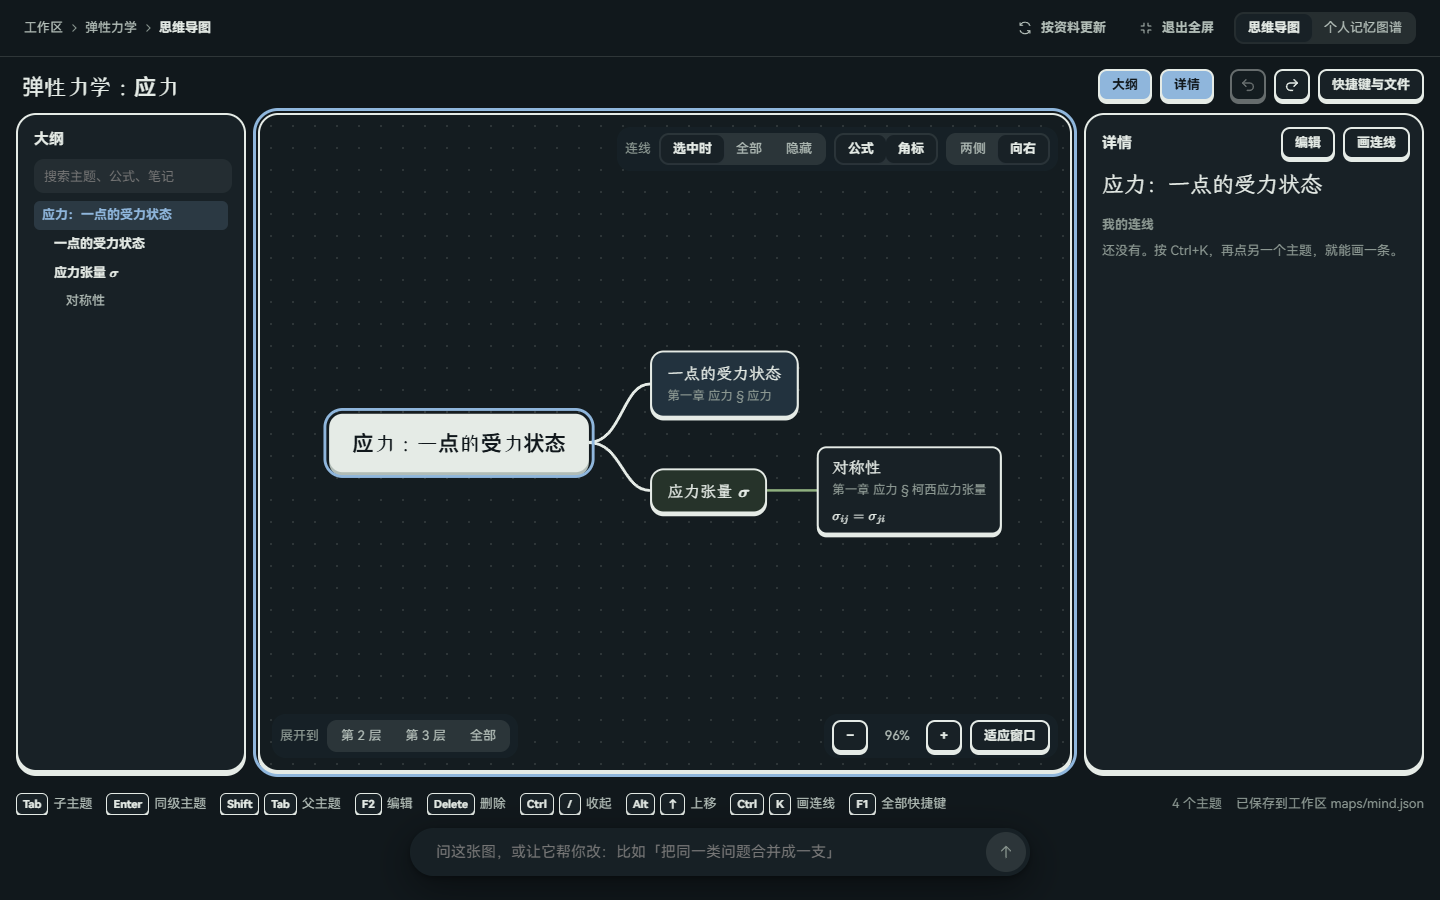 工作区 › 弹性力学 › 思维导图
按资料更新 退出全屏 思维导图 个人记忆图谱
弹性力学：应力
大纲 详情 快捷键与文件
大纲
搜索主题、公式、笔记
应力：一点的受力状态
一点的受力状态
应力张量 σ
对称性
连线 选中时 全部 隐藏 公式 角标 两侧 向右
一点的受力状态
第一章 应力 § 应力
应力：一点的受力状态
应力张量 σ
对称性
第一章 应力 § 柯西应力张量
σij = σji
展开到 第 2 层 第 3 层 全部
− 96% + 适应窗口
详情 编辑 画连线
应力：一点的受力状态
我的连线
还没有。按 Ctrl+K，再点另一个主题，就能画一条。
Tab 子主题 Enter 同级主题 Shift Tab 父主题 F2 编辑 Delete 删除 Ctrl / 收起 Alt ↑ 上移 Ctrl K 画连线 F1 全部快捷键
4 个主题 已保存到工作区 maps/mind.json
问这张图，或让它帮你改：比如「把同一类问题合并成一支」